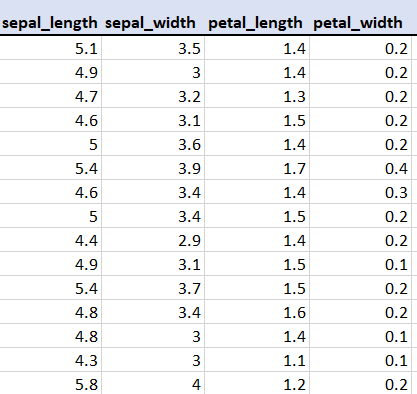 sepal_length sepal_width petal_length petal_width
5.1 3.5 1.4 0.2
4.9 3 1.4 0.2
4.7 3.2 1.3 0.2
4.6 3.1 1.5 0.2
5 3.6 1.4 0.2
5.4 3.9 1.7 0.4
4.6 3.4 1.4 0.3
5 3.4 1.5 0.2
4.4 2.9 1.4 0.2
4.9 3.1 1.5 0.1
5.4 3.7 1.5 0.2
4.8 3.4 1.6 0.2
4.8 3 1.4 0.1
4.3 3 1.1 0.1
5.8 4 1.2 0.2